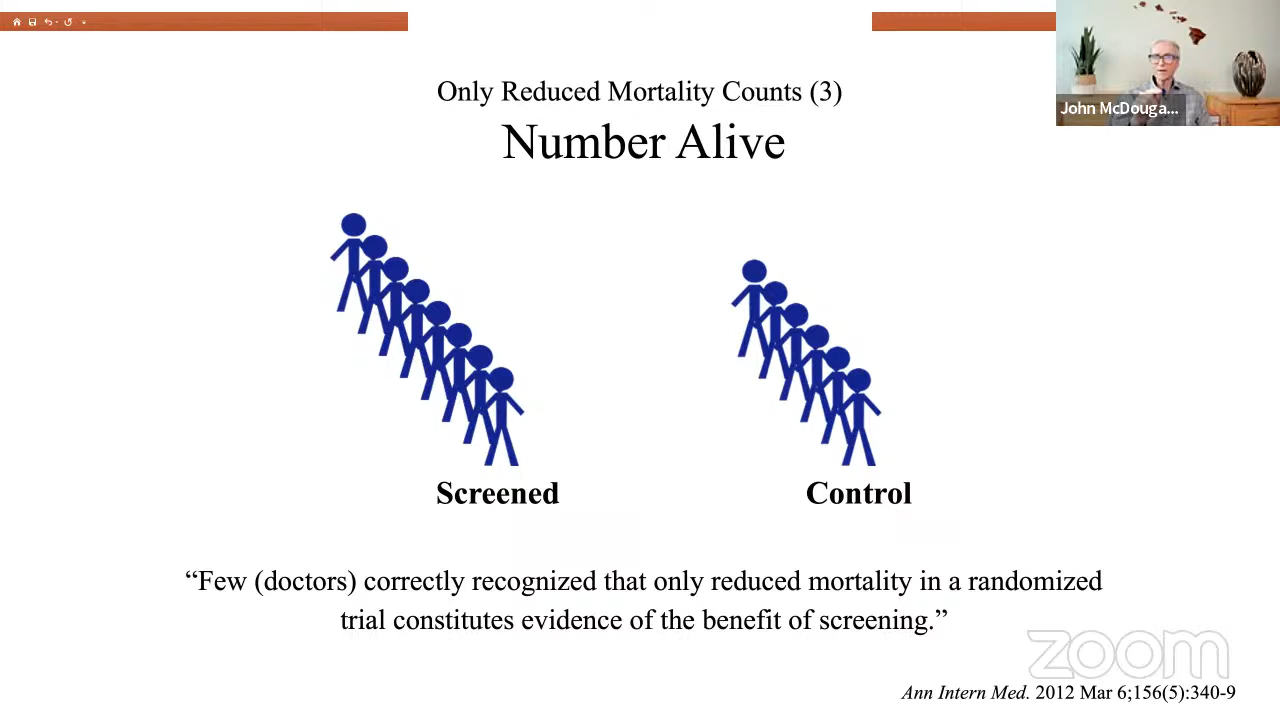 John McDouga...
Only Reduced Mortality Counts (3)
Number Alive
Screened
Control
“Few (doctors) correctly recognized that only reduced mortality in a randomized
trial constitutes evidence of the benefit of screening.”
zoom
Ann Intern Med. 2012 Mar 6;156(5):340-9